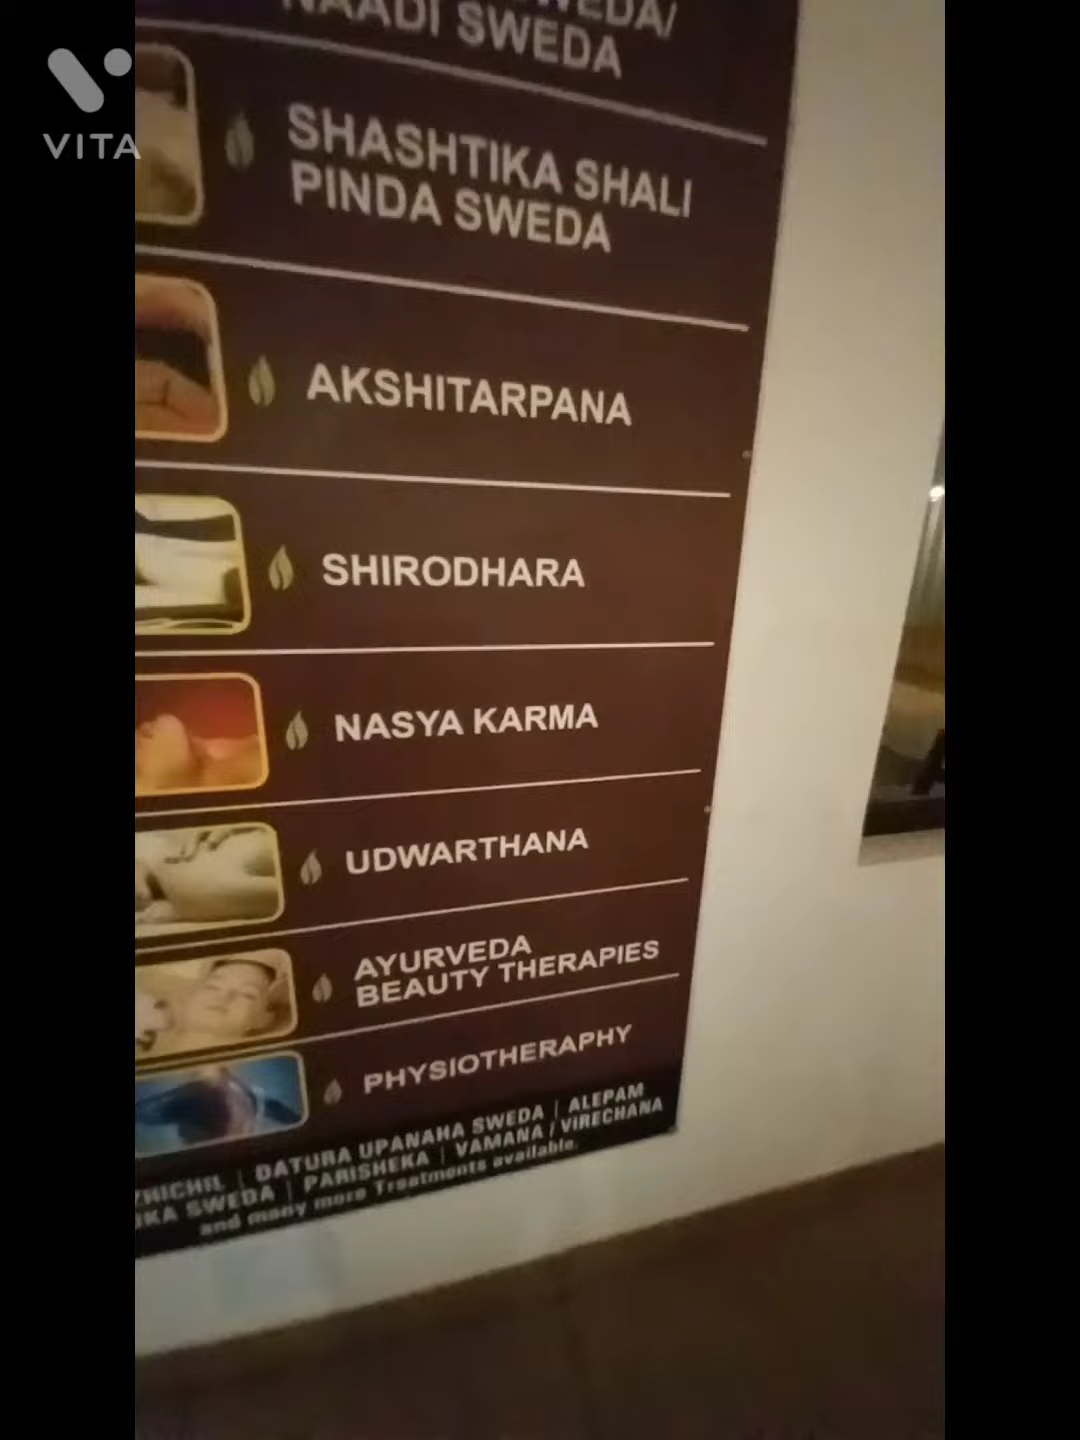 VITA
NAADI SWEDA
SHASHTIKA SHALI
PINDA SWEDA
AKSHITARPANA
SHIRODHARA
NASYA KARMA
UDWARTHANA
AYURVEDA
BEAUTY THERAPIES
PHYSIOTHERAPHY
DATURA UPANAHA SWEDA | ALEPAM
SWEDA | PARISHEKA | VAMANA / VIRECHANA
and many more Treatments available.